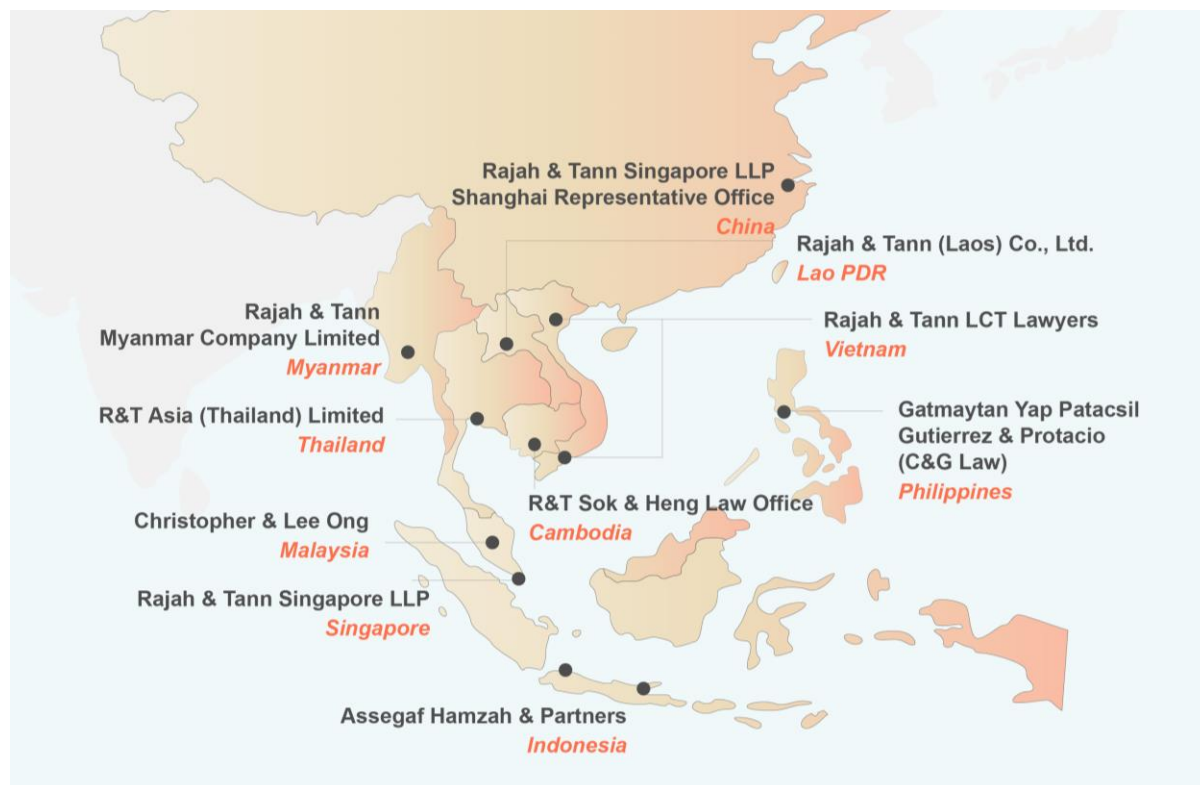 Rajah & Tann Singapore LLP
Shanghai Representative Office
China
Rajah & Tann (Laos) Co., Ltd.
Lao PDR
Rajah & Tann
Myanmar Company Limited
Myanmar
Rajah & Tann LCT Lawyers
Vietnam
R&T Asia (Thailand) Limited
Thailand
Gatmaytan Yap Patacsil
Gutierrez & Protacio
(C&G Law)
Philippines
R&T Sok & Heng Law Office
Cambodia
Christopher & Lee Ong
Malaysia
Rajah & Tann Singapore LLP
Singapore
Assegaf Hamzah & Partners
Indonesia